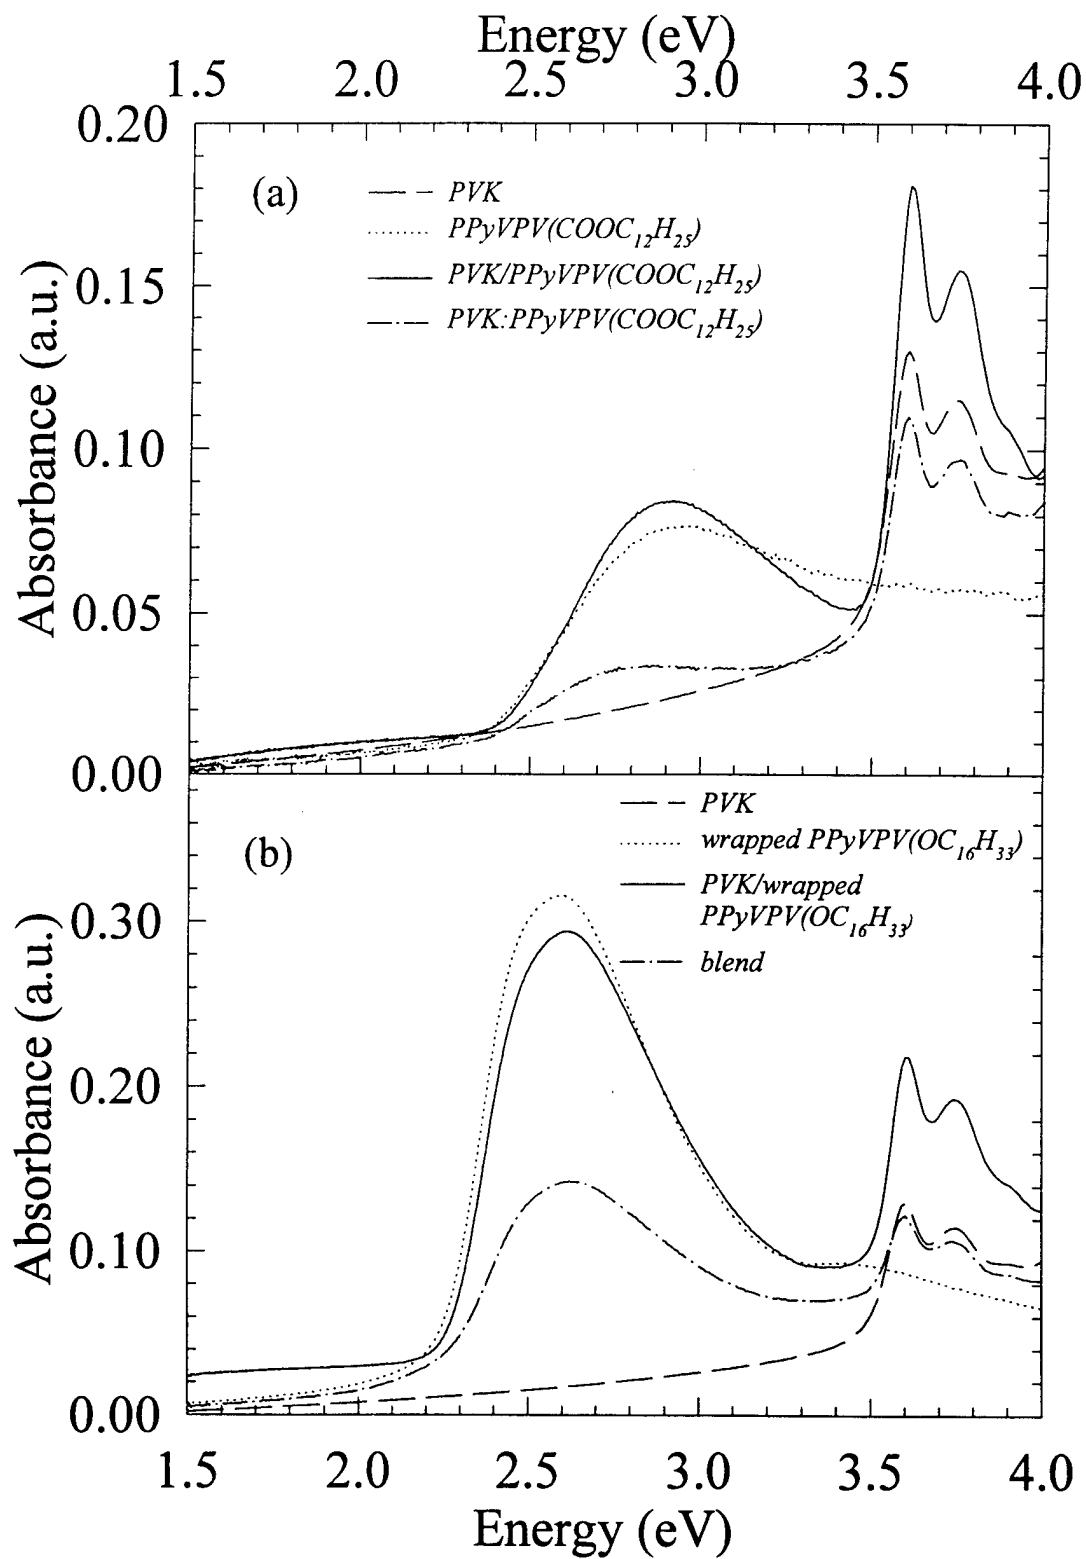 Energy (eV)
1.5 2.0 2.5 3.0 3.5 4.0
0.20
(a)
PVK
PPyVPV(COOC12H25)
0.15
PVK/PPyVPV(COOC12H25)
PVK:PPyVPV(COOC12H25)
Absorbance (a.u.)
0.10
0.05
0.00
(b)
PVK
wrapped PPyVPV(OC16H33)
PVK/wrapped
PPyVPV(OC16H33)
blend
0.30
Absorbance (a.u.)
0.20
0.10
0.00
1.5 2.0 2.5 3.0 3.5 4.0
Energy (eV)